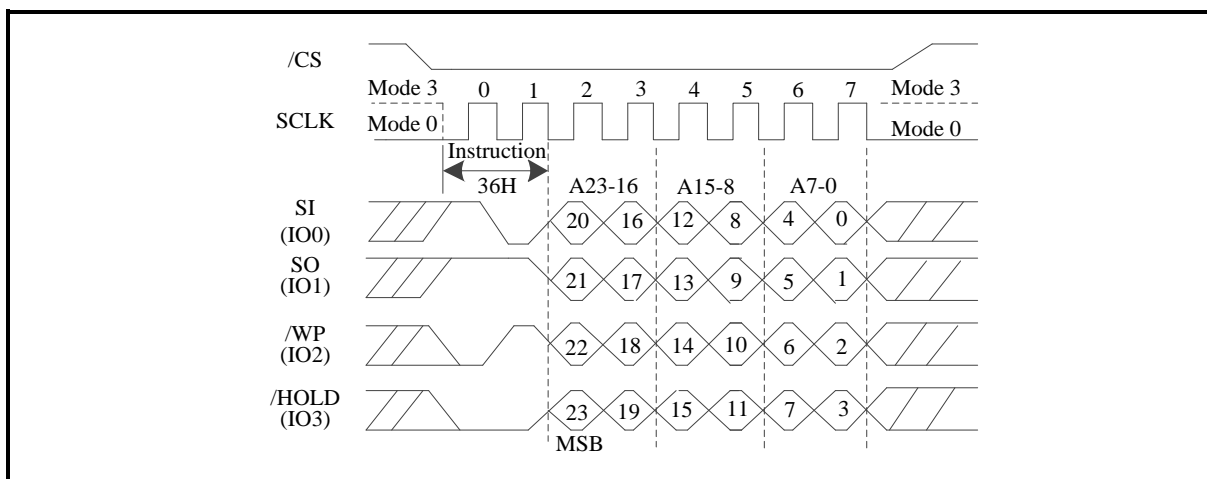 /CS
Mode 3 0 1 2 3 4 5 6 7 Mode 3
SCLK Mode 0 Mode 0
Instruction
36H A23-16 A15-8 A7-0
SI
(IO0) 20 16 12 8 4 0
SO
(IO1) 21 17 13 9 5 1
/WP
(IO2) 22 18 14 10 6 2
/HOLD
(IO3) 23 19 15 11 7 3
MSB